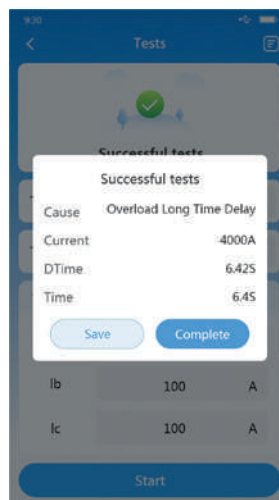 9:30
Tests
Successful tests
Successful tests
Cause Overload Long Time Delay
Current 4000A
DTime 6.42S
Time 6.4S
Save Complete
Ib 100 A
Ic 100 A
Start